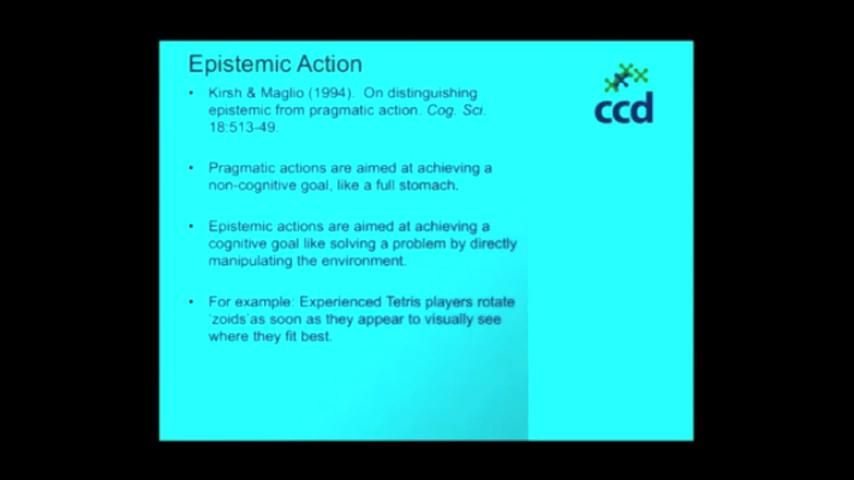 Epistemic Action
ccd
• Kirsh & Maglio (1994). On distinguishing
epistemic from pragmatic action. Cog. Sci.
18:513-49.
• Pragmatic actions are aimed at achieving a
non-cognitive goal, like a full stomach.
• Epistemic actions are aimed at achieving a
cognitive goal like solving a problem by directly
manipulating the environment.
• For example: Experienced Tetris players rotate
'zoids'as soon as they appear to visually see
where they fit best.